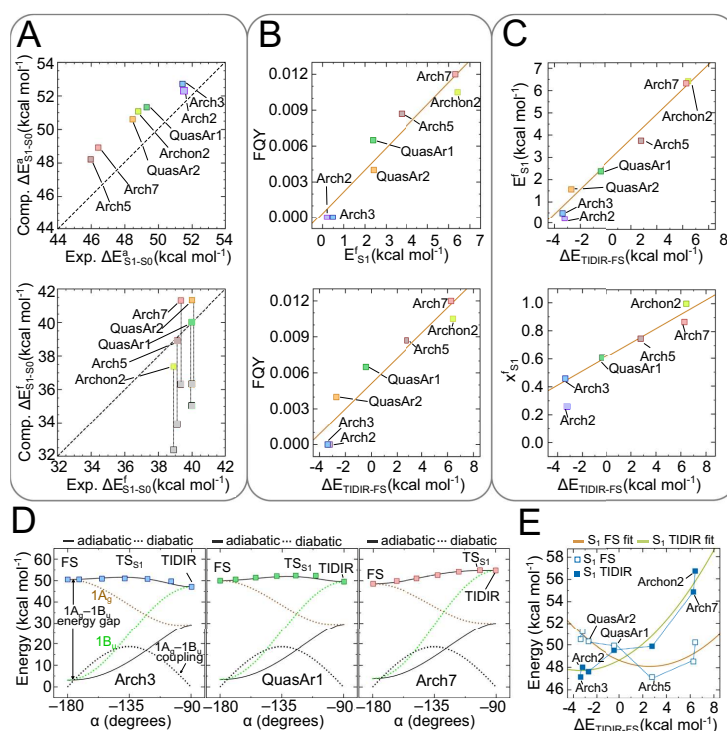 A
Comp. ΔE^a_S1-S0(kcal mol⁻¹)
54
52
50
48
46
44
44 46 48 50 52 54
Exp. ΔE^a_S1-S0(kcal mol⁻¹)
Arch3
Arch2
QuasAr1
Archon2
QuasAr2
Arch7
Arch5
Comp. ΔE^f_S1-S0(kcal mol⁻¹)
42
40
38
36
34
32
32 34 36 38 40 42
Exp. ΔE^f_S1-S0(kcal mol⁻¹)
Arch7
QuasAr2
QuasAr1
Arch5
Archon2
B
FQY
0.012
0.009
0.006
0.003
0.000
0 1 2 3 4 5 6 7
E^f_S1(kcal mol⁻¹)
Arch7
Archon2
Arch5
QuasAr1
QuasAr2
Arch2
Arch3
FQY
0.012
0.009
0.006
0.003
0.000
-4 -2 0 2 4 6 8
ΔE_TIDIR-FS(kcal mol⁻¹)
Arch7
Archon2
Arch5
QuasAr1
QuasAr2
Arch3
Arch2
C
E^f_S1(kcal mol⁻¹)
7
6
5
4
3
2
1
0
-4 -2 0 2 4 6 8
ΔE_TIDIR-FS(kcal mol⁻¹)
Arch7
Archon2
Arch5
QuasAr1
QuasAr2
Arch3
Arch2
x^f_S1
1.0
0.8
0.6
0.4
0.2
0.0
-4 -2 0 2 4 6 8
ΔE_TIDIR-FS(kcal mol⁻¹)
Archon2
Arch7
Arch5
QuasAr1
Arch3
Arch2
D
adiabatic diabatic
adiabatic diabatic
adiabatic diabatic
Energy (kcal mol⁻¹)
60
50
40
30
20
10
0
FS
TS_S1
TIDIR
1A_g
1A_g–1B_u
energy gap
1B_u
1A_g–1B_u
coupling
Arch3
−180 −135 −90
α (degrees)
QuasAr1
−180 −135 −90
α (degrees)
TS_S1
TIDIR
Arch7
−180 −135 −90
α (degrees)
E
S₁ FS fit S₁ TIDIR fit
S₁ FS
S₁ TIDIR
Energy (kcal mol⁻¹)
60
58
56
54
52
50
48
46
44
-4 -2 0 2 4 6 8
ΔE_TIDIR-FS(kcal mol⁻¹)
Archon2
Arch7
QuasAr2
QuasAr1
Arch2
Arch3
Arch5